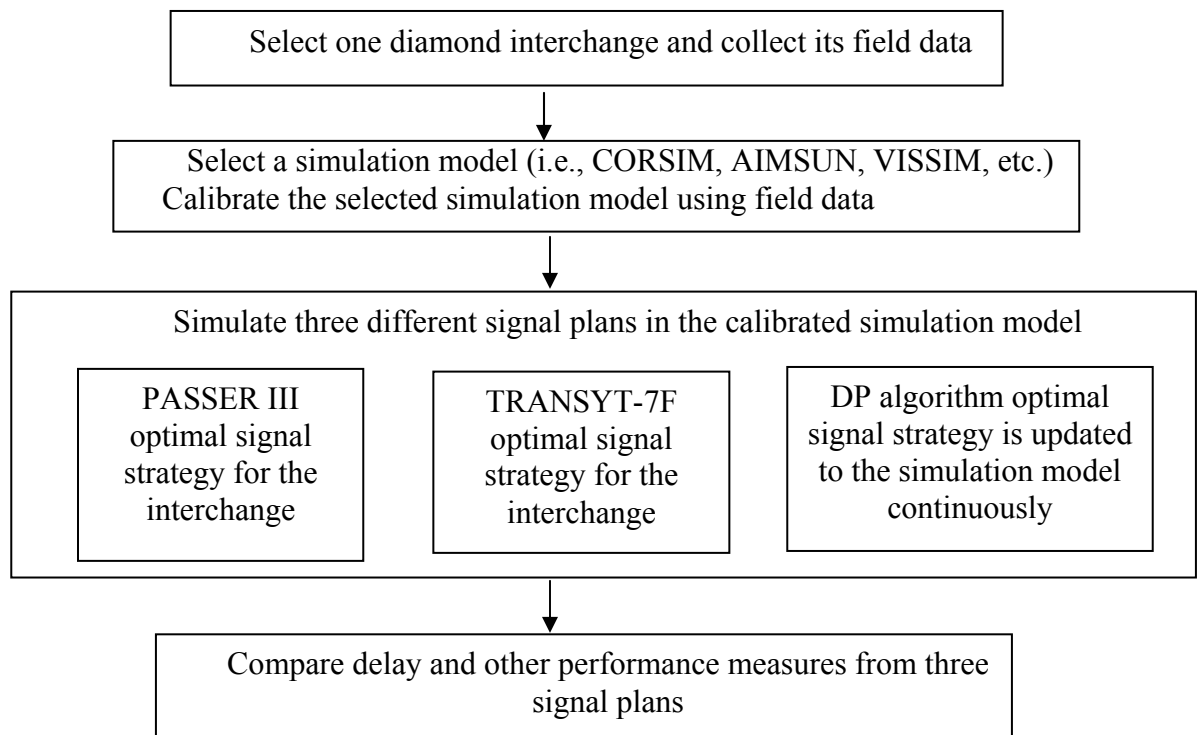 Select one diamond interchange and collect its field data
Select a simulation model (i.e., CORSIM, AIMSUN, VISSIM, etc.)
Calibrate the selected simulation model using field data
Simulate three different signal plans in the calibrated simulation model
PASSER III
optimal signal
strategy for the
interchange
TRANSYT-7F
optimal signal
strategy for the
interchange
DP algorithm optimal
signal strategy is updated
to the simulation model
continuously
Compare delay and other performance measures from three
signal plans